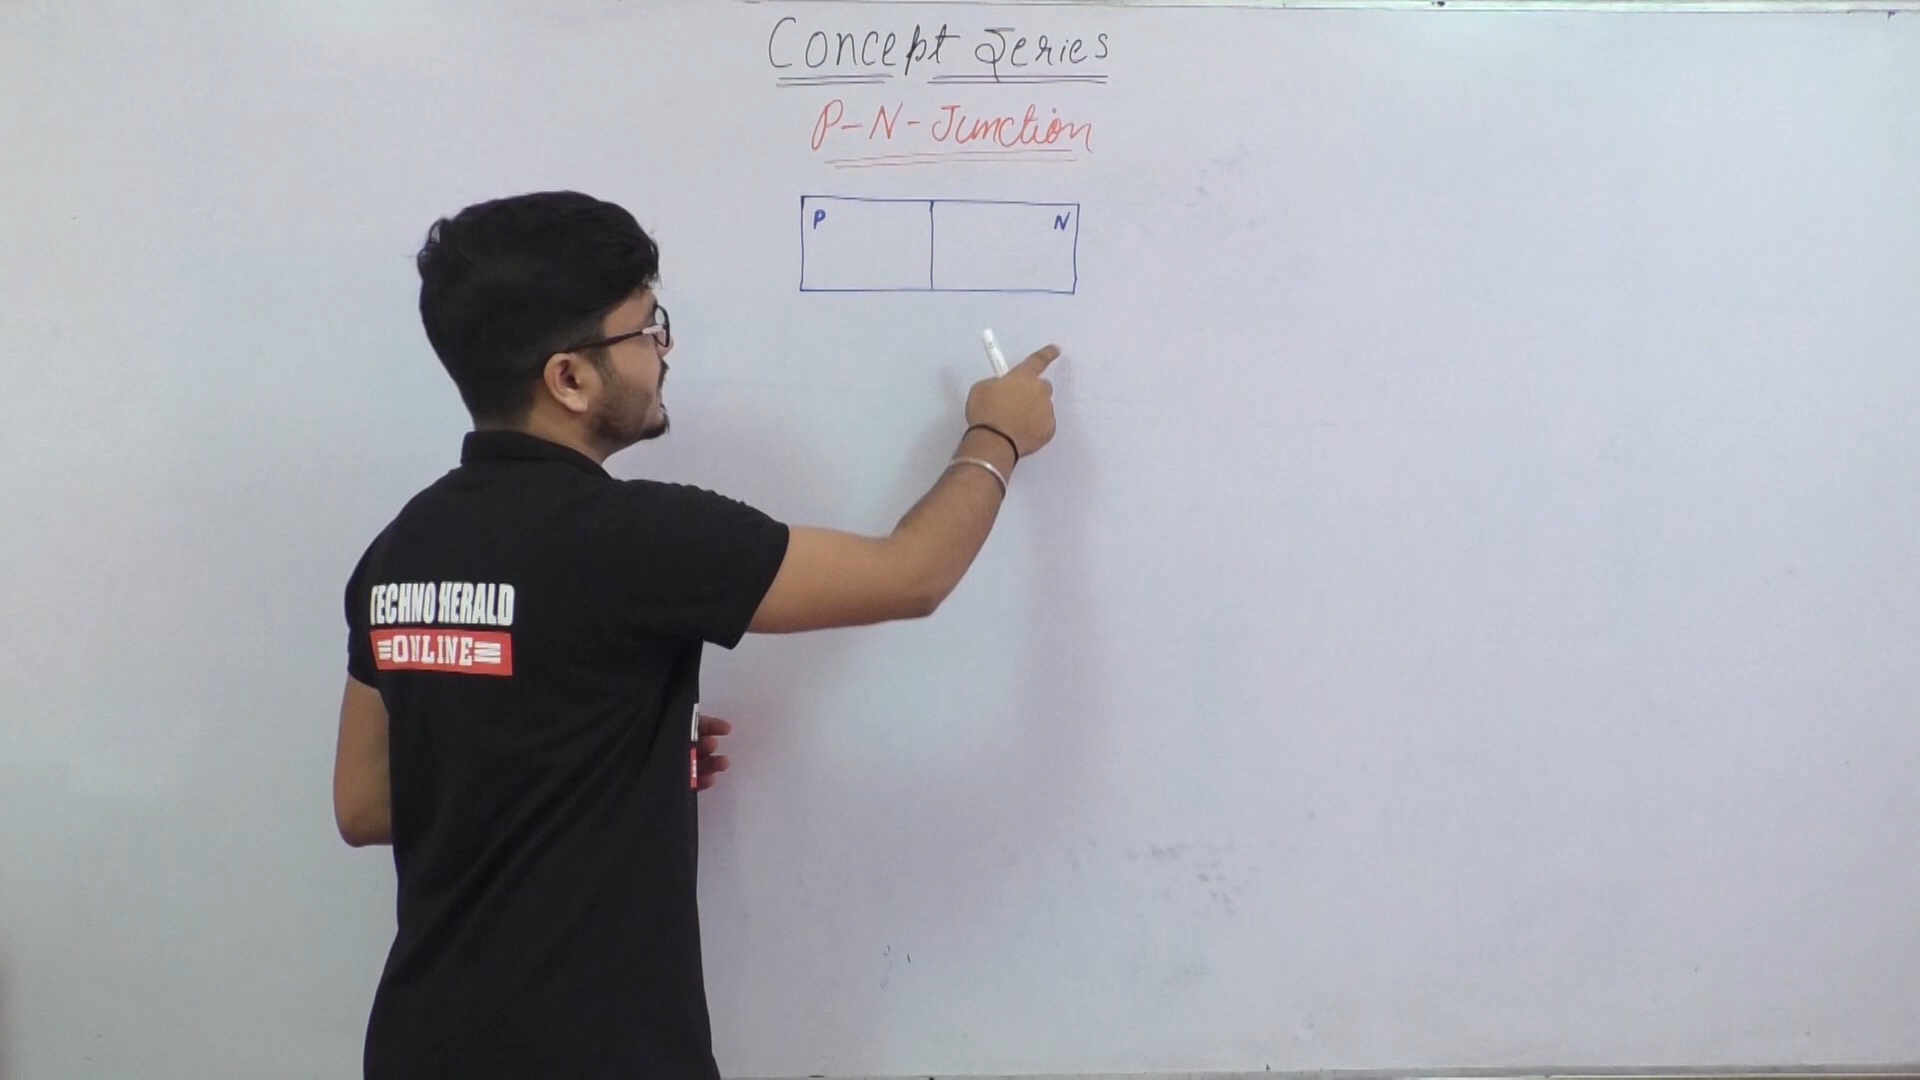 Concept Series
P-N-Junction
P N
TECHNO HERALD
ONLINE